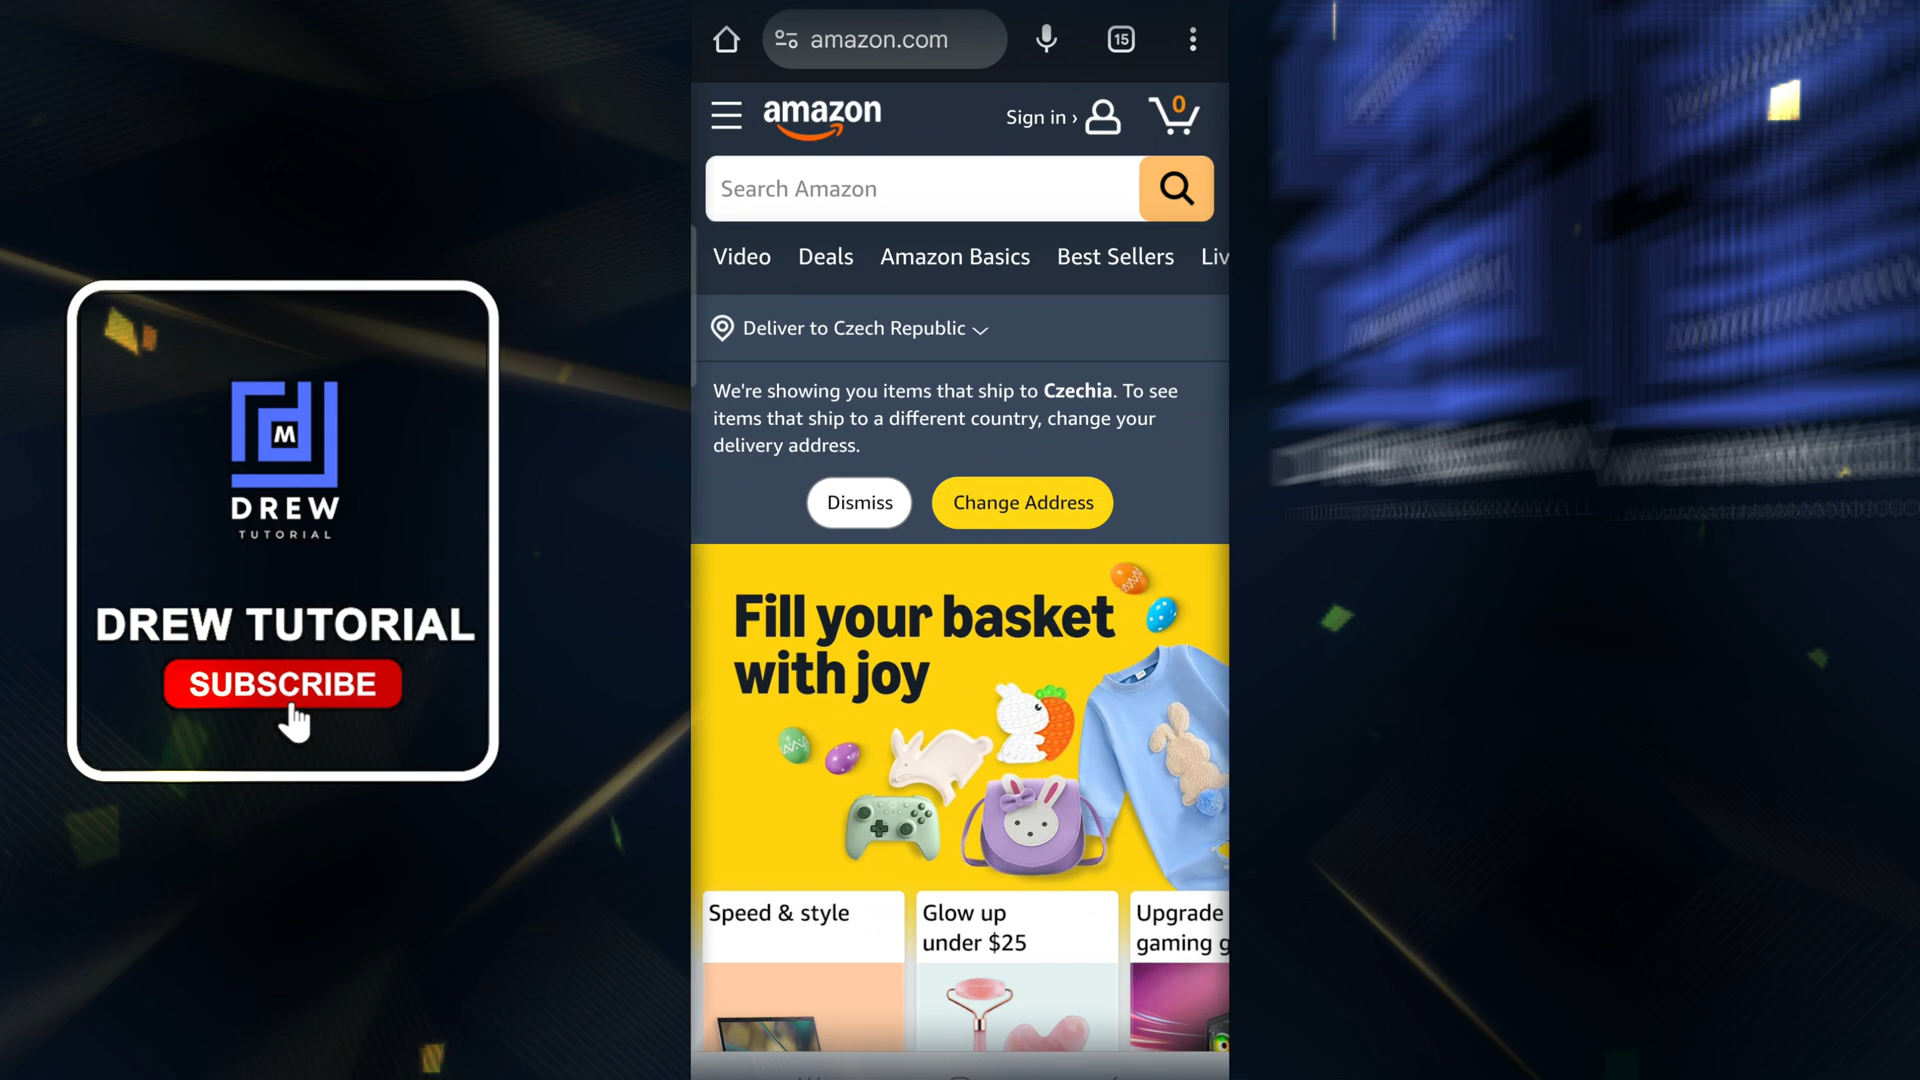 amazon.com
15
amazon
Sign in ›
0
Search Amazon
Video
Deals
Amazon Basics
Best Sellers
Liv
Deliver to Czech Republic
We're showing you items that ship to Czechia. To see
items that ship to a different country, change your
delivery address.
Dismiss
Change Address
Fill your basket
with joy
Speed & style
Glow up
under $25
Upgrade
gaming g
M
DREW
TUTORIAL
DREW TUTORIAL
SUBSCRIBE